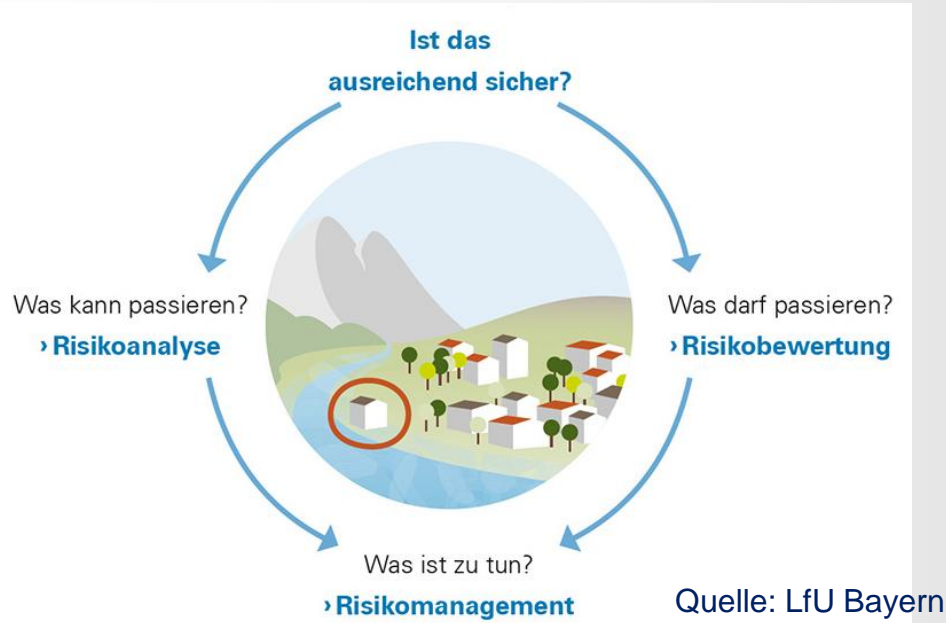 Ist das
ausreichend sicher?
Was kann passieren?
› Risikoanalyse
Was darf passieren?
› Risikobewertung
Was ist zu tun?
› Risikomanagement
Quelle: LfU Bayern